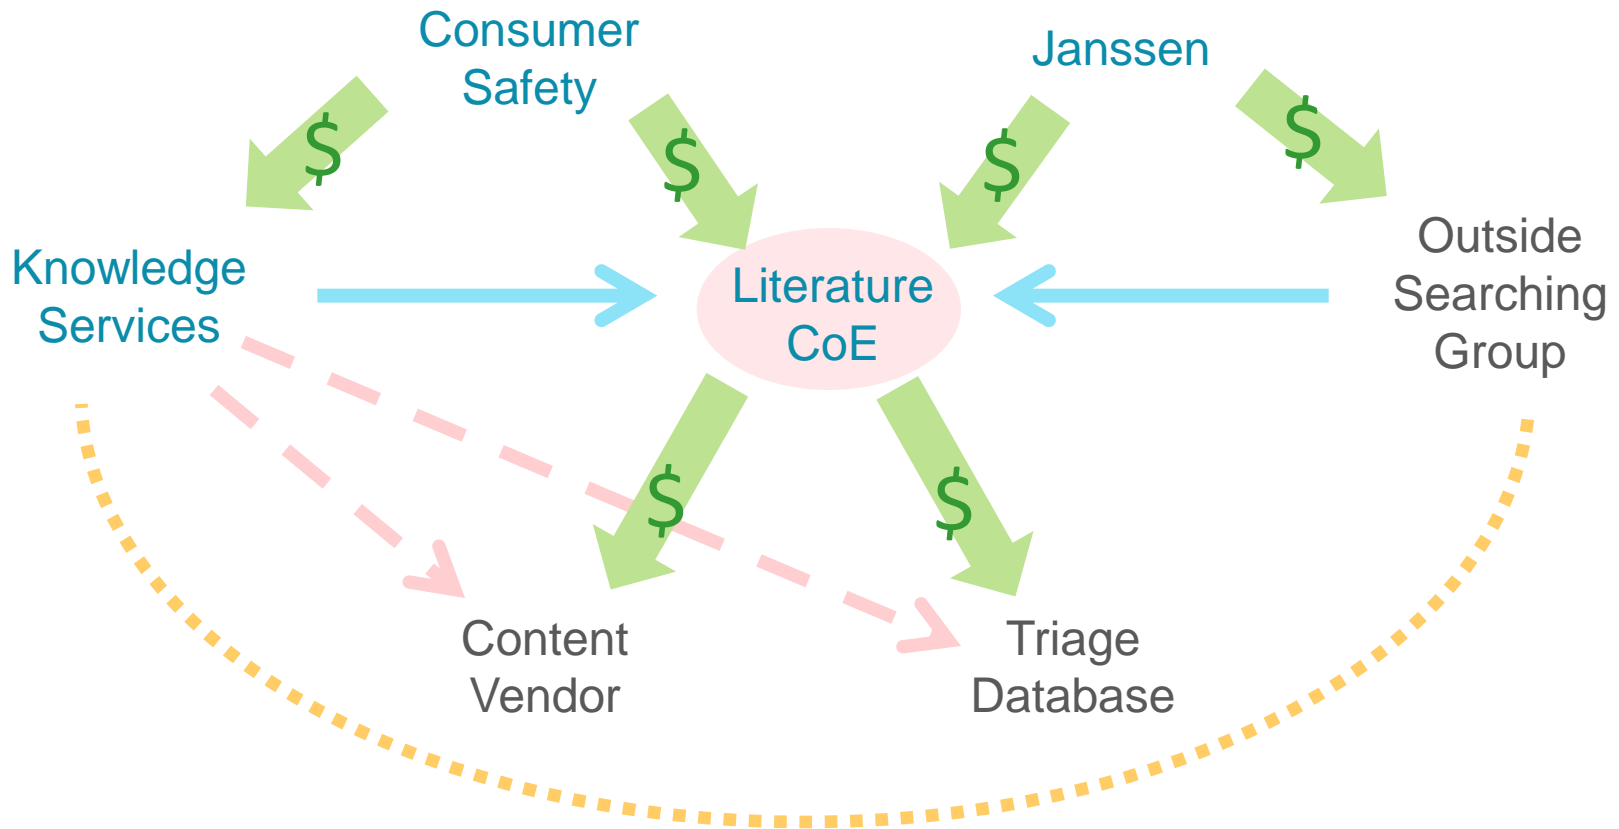 Consumer
Safety
Janssen
$
$
$
$
Knowledge
Services
Literature
CoE
Outside
Searching
Group
$
$
Content
Vendor
Triage
Database